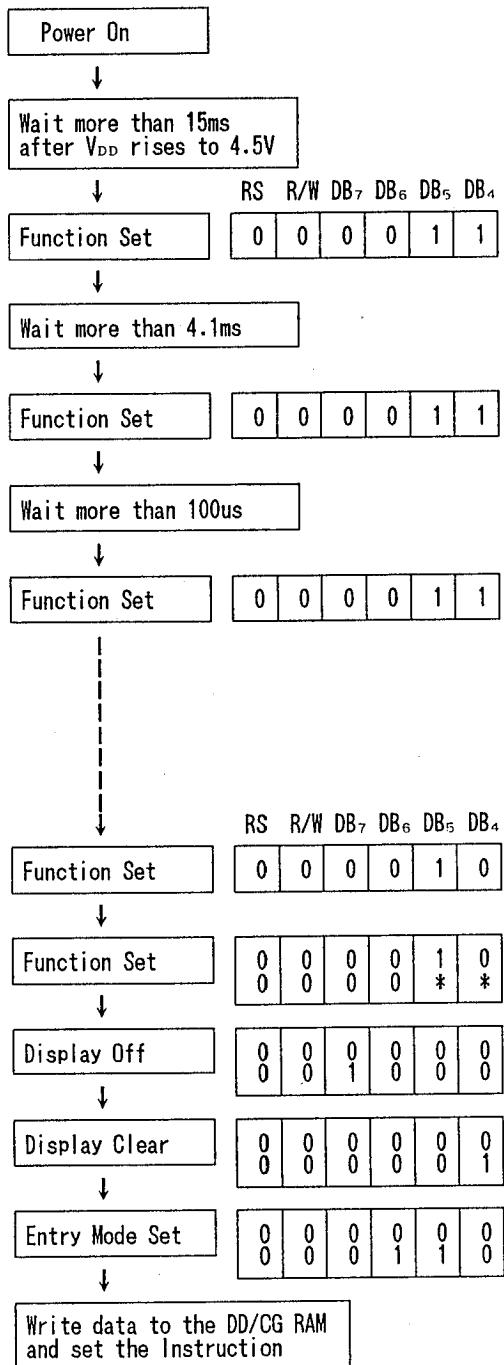 Power On
↓
Wait more than 15ms
after VDD rises to 4.5V
↓
RS R/W DB₇ DB₆ DB₅ DB₄
Function Set 0 0 0 0 1 1
↓
Wait more than 4.1ms
↓
Function Set 0 0 0 0 1 1
↓
Wait more than 100us
↓
Function Set 0 0 0 0 1 1
RS R/W DB₇ DB₆ DB₅ DB₄
Function Set 0 0 0 0 1 0
↓
Function Set 0 0 0 0 1 0
0 0 0 0 * *
↓
Display Off 0 0 0 0 0 0
0 0 1 0 0 0
↓
Display Clear 0 0 0 0 0 0
0 0 0 0 0 1
↓
Entry Mode Set 0 0 0 0 0 0
0 0 0 1 1 0
↓
Write data to the DD/CG RAM
and set the Instruction